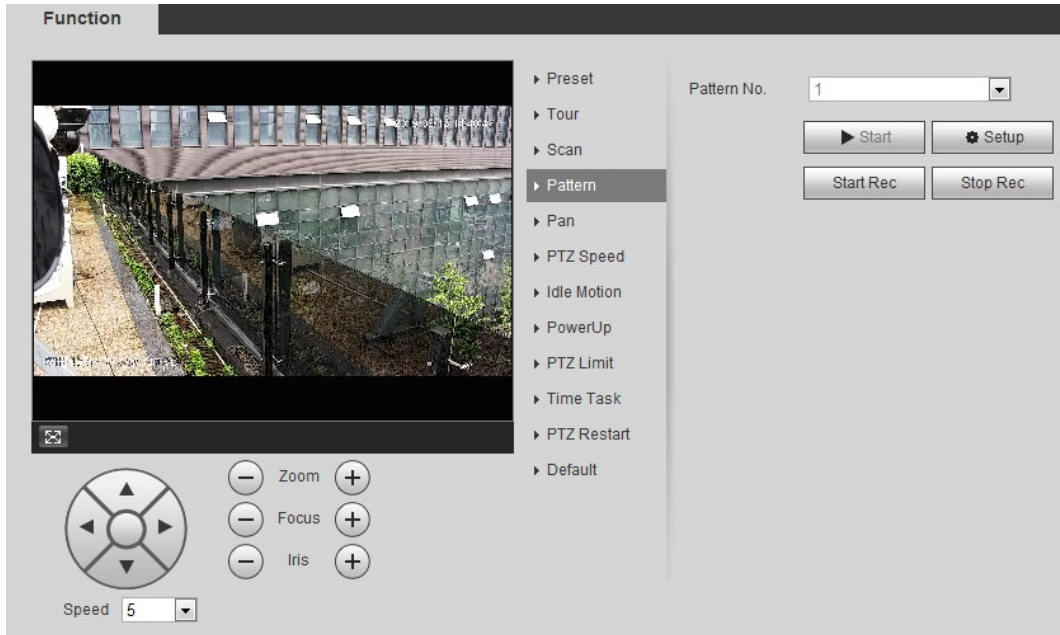 Function
Preset
Tour
Scan
Pattern
Pan
PTZ Speed
Idle Motion
PowerUp
PTZ Limit
Time Task
PTZ Restart
Default
Pattern No. 1
Start Setup
Start Rec Stop Rec
Zoom
Focus
Iris
Speed 5